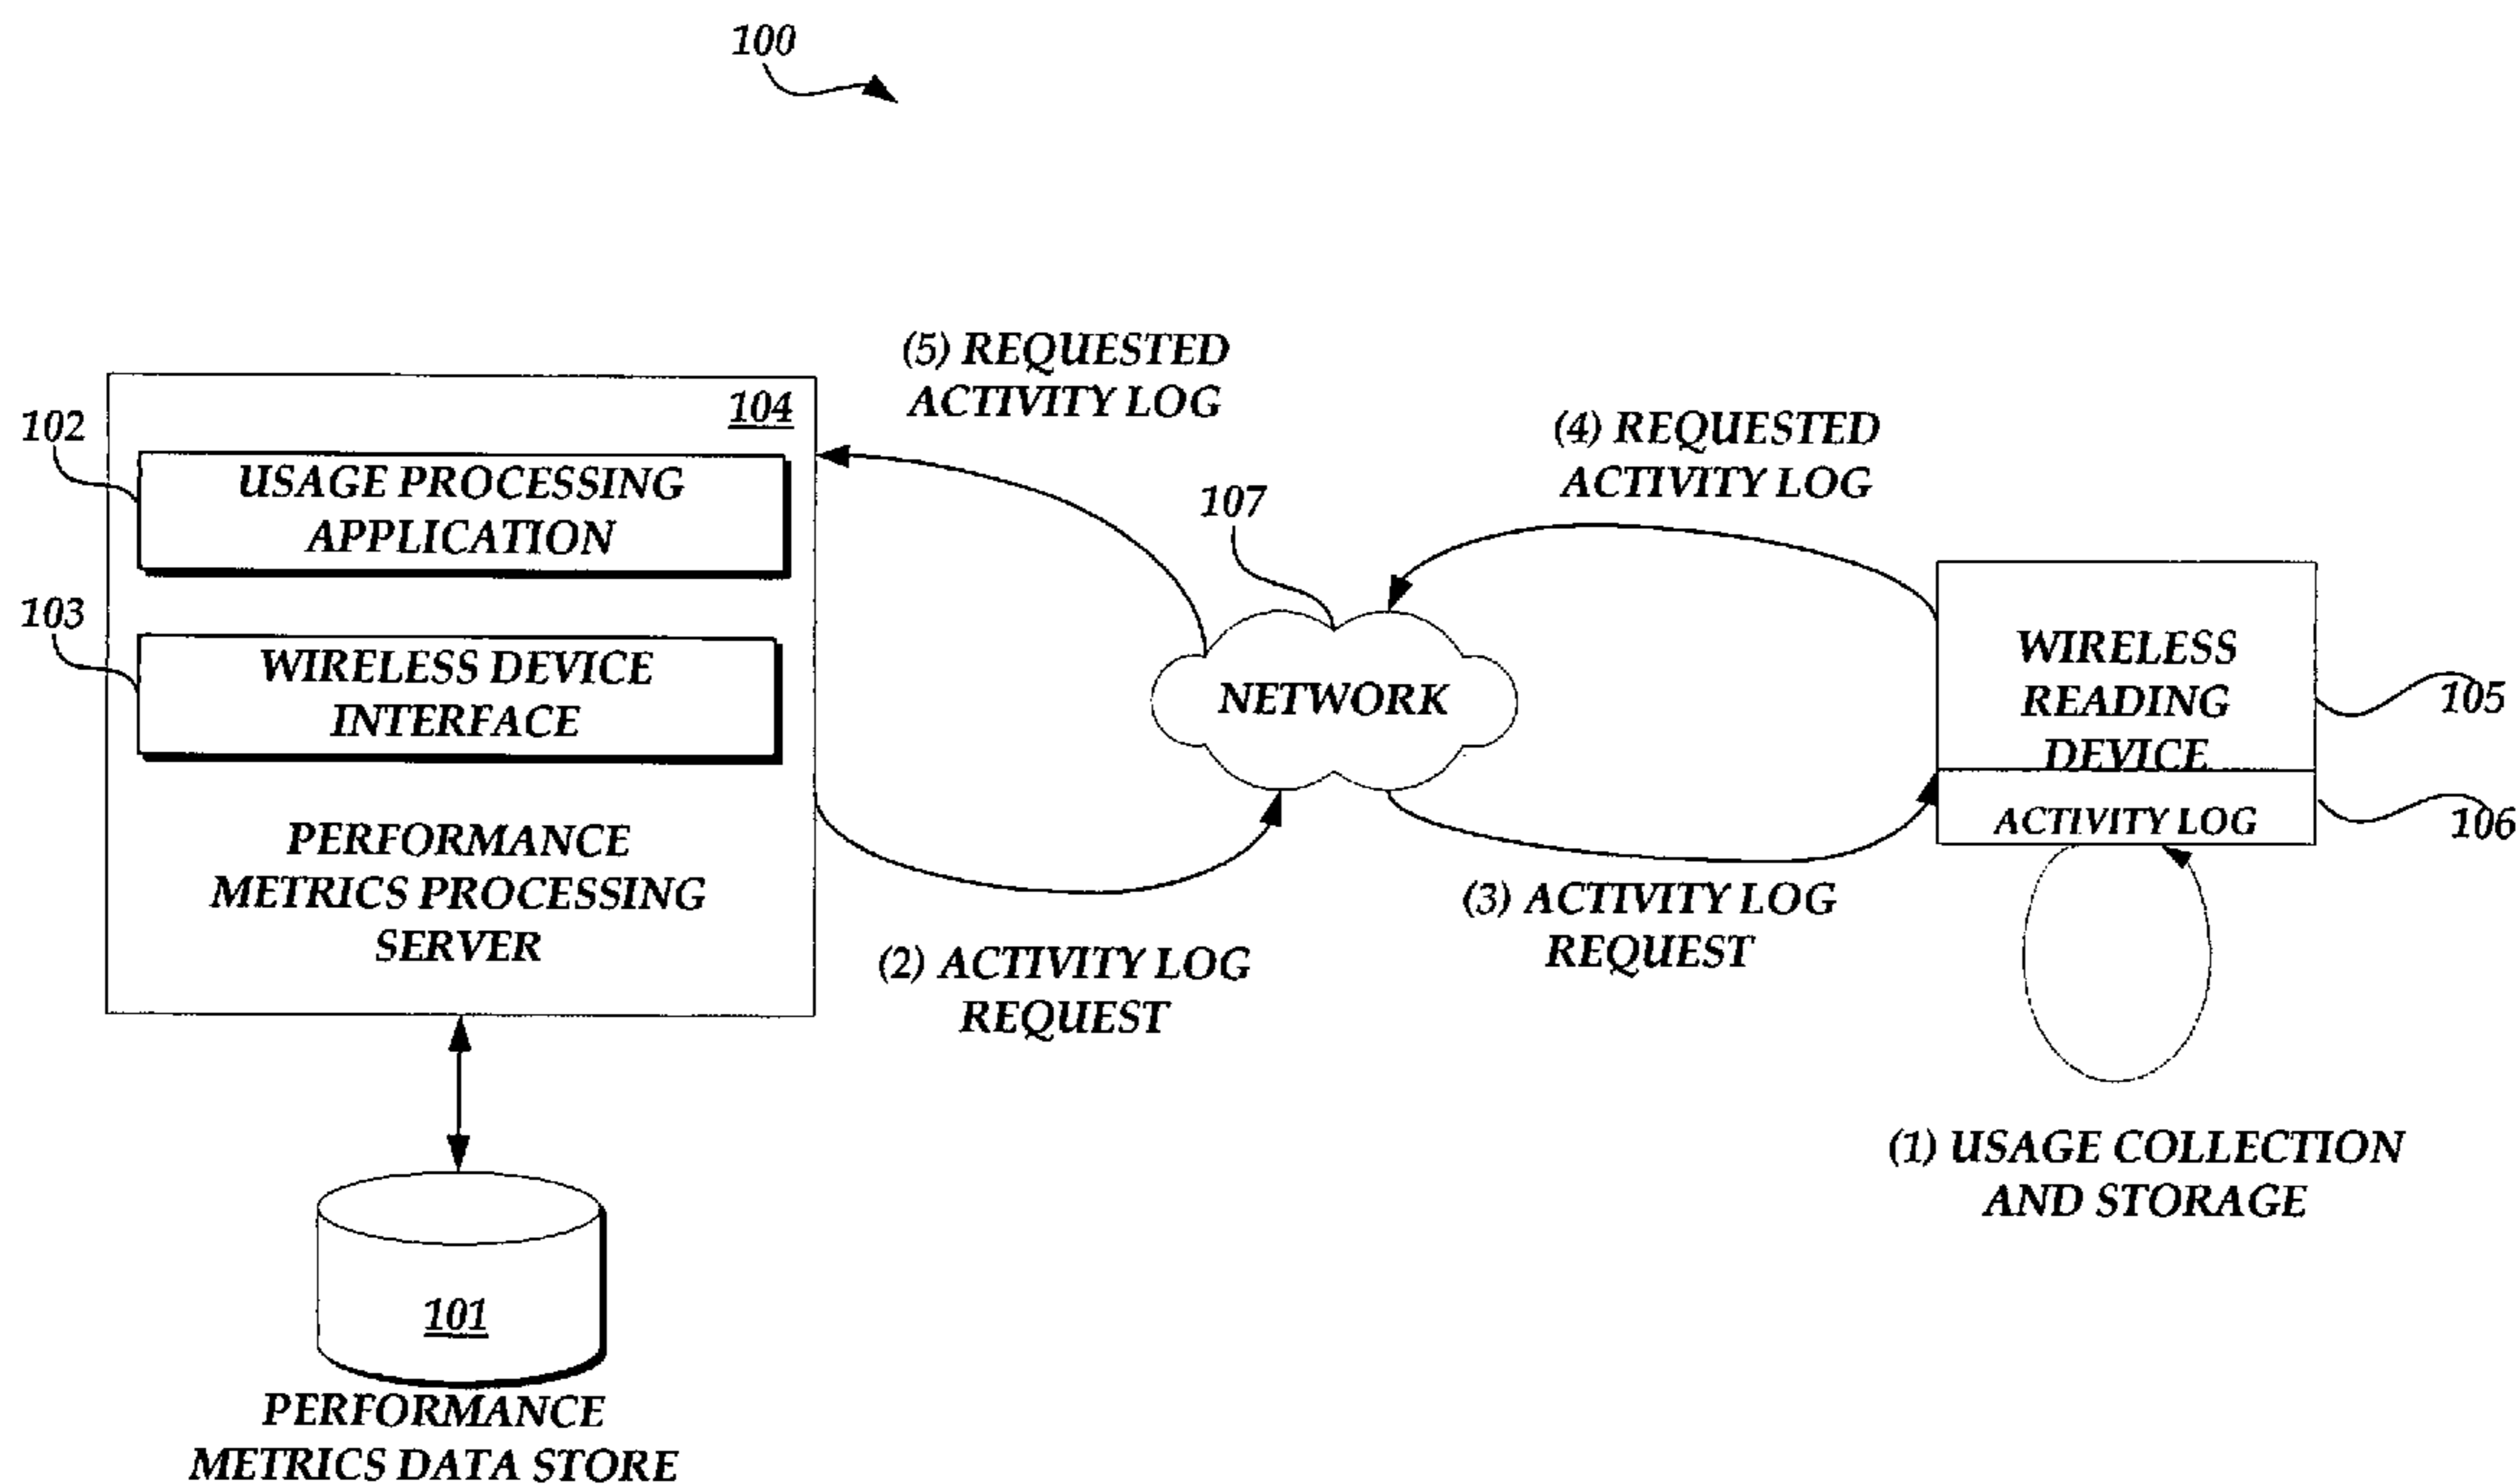 100
(5) REQUESTED
ACTIVITY LOG
104
102
USAGE PROCESSING
APPLICATION
(4) REQUESTED
ACTIVITY LOG
107
103
WIRELESS DEVICE
INTERFACE
NETWORK
WIRELESS
READING
DEVICE
105
ACTIVITY LOG
106
PERFORMANCE
METRICS PROCESSING
SERVER
(3) ACTIVITY LOG
REQUEST
(2) ACTIVITY LOG
REQUEST
(1) USAGE COLLECTION
AND STORAGE
101
PERFORMANCE
METRICS DATA STORE